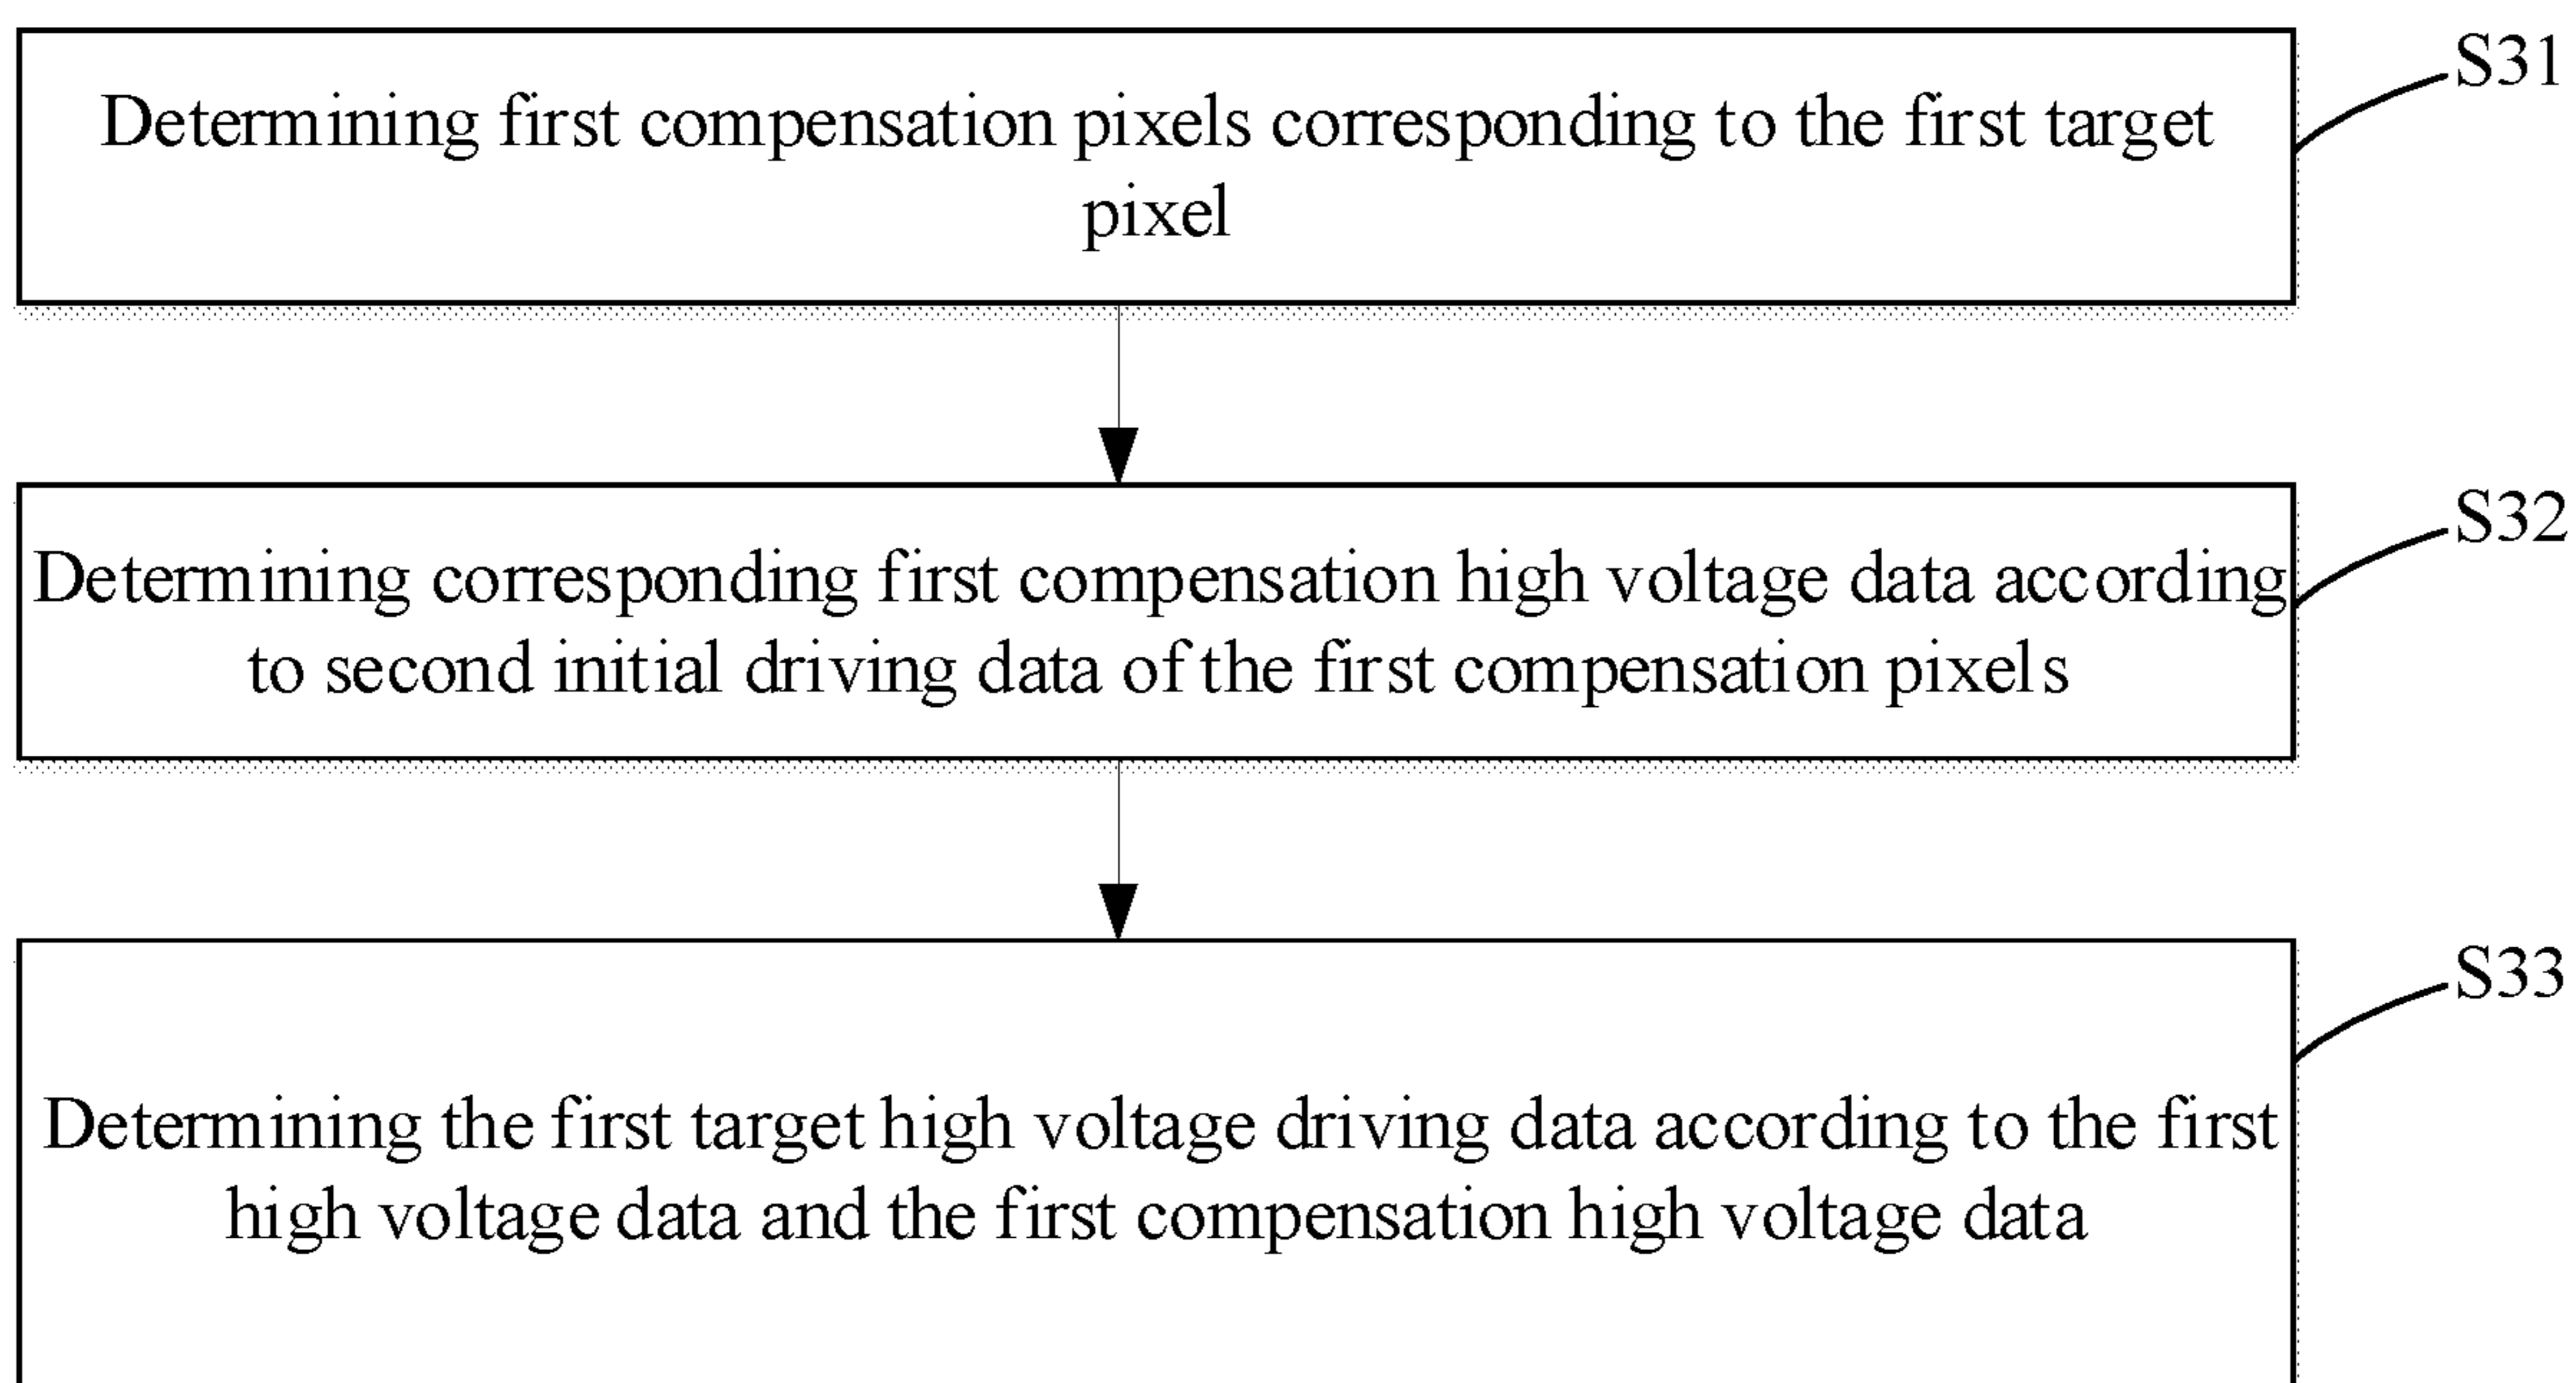 S31
Determining first compensation pixels corresponding to the first target
pixel
S32
Determining corresponding first compensation high voltage data according
to second initial driving data of the first compensation pixels
S33
Determining the first target high voltage driving data according to the first
high voltage data and the first compensation high voltage data